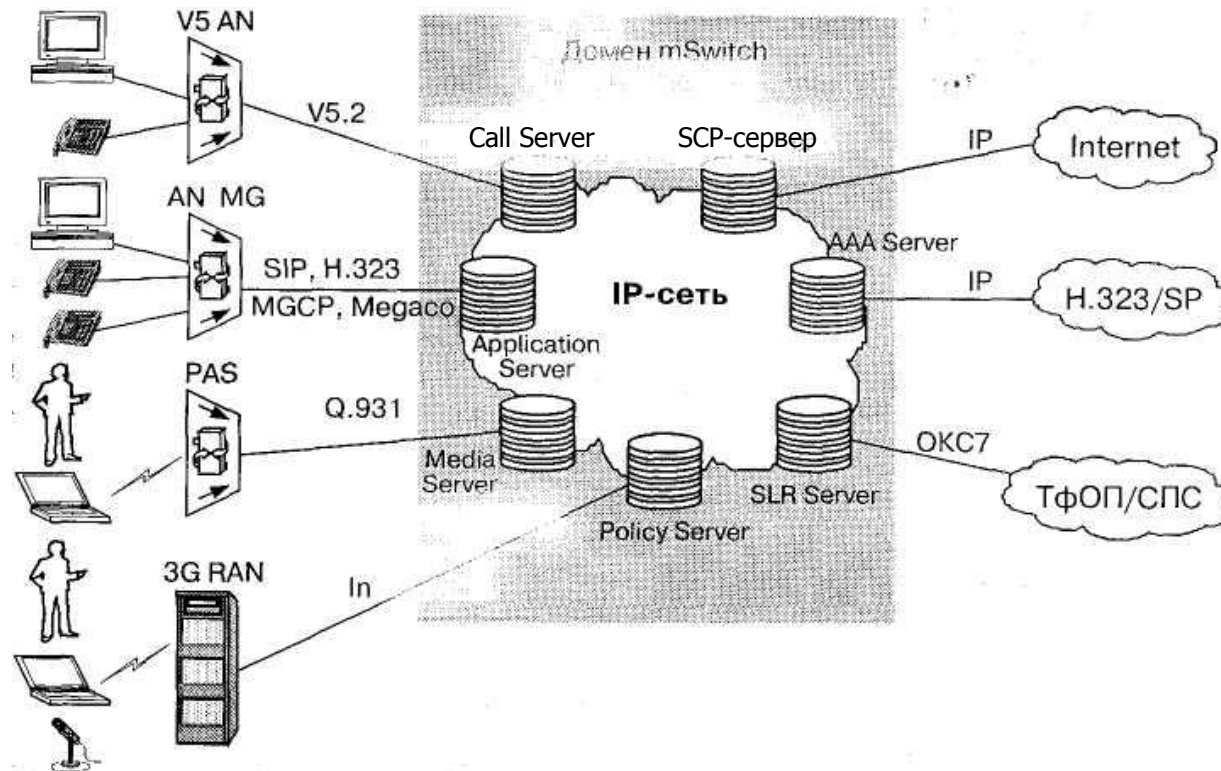 V5 AN
Домен mSwitch
V5.2
Call Server
SCP-сервер
IP
Internet
AN MG
SIP, H.323
MGCP, Megaco
IP-сеть
AAA Server
IP
H.323/SP
Application
Server
PAS
Q.931
Media
Server
Policy Server
SLR Server
ОКС7
ТфОП/СПС
3G RAN
In